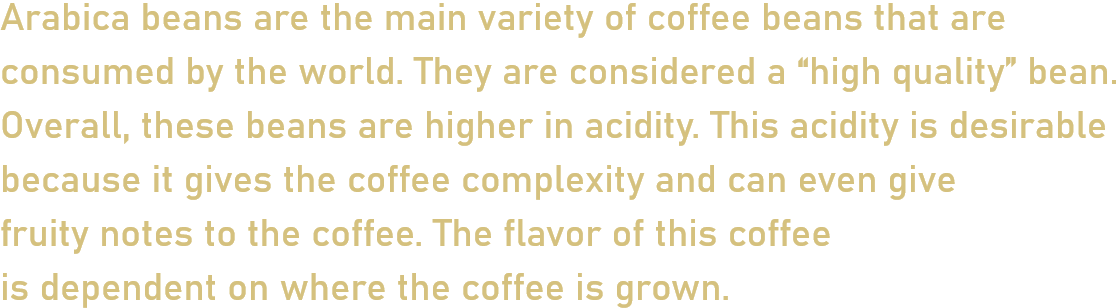 Arabica beans are the main variety of coffee beans that are
consumed by the world. They are considered a “high quality” bean.
Overall, these beans are higher in acidity. This acidity is desirable
because it gives the coffee complexity and can even give
fruity notes to the coffee. The flavor of this coffee
is dependent on where the coffee is grown.